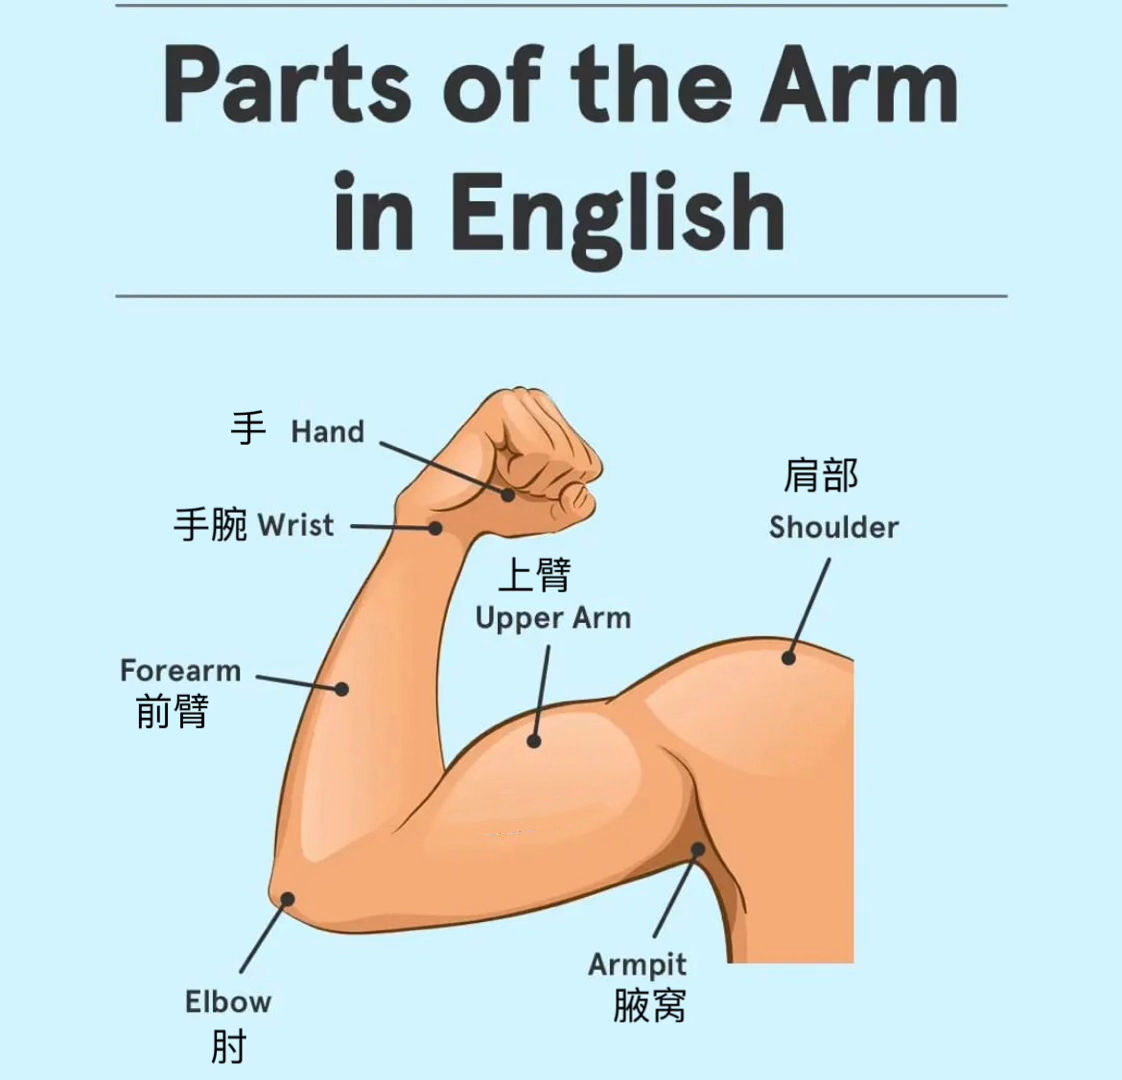 Parts of the Arm
in English
手 Hand
肩部
Shoulder
手腕 Wrist
上臂
Upper Arm
Forearm
前臂
Armpit
腋窝
Elbow
肘